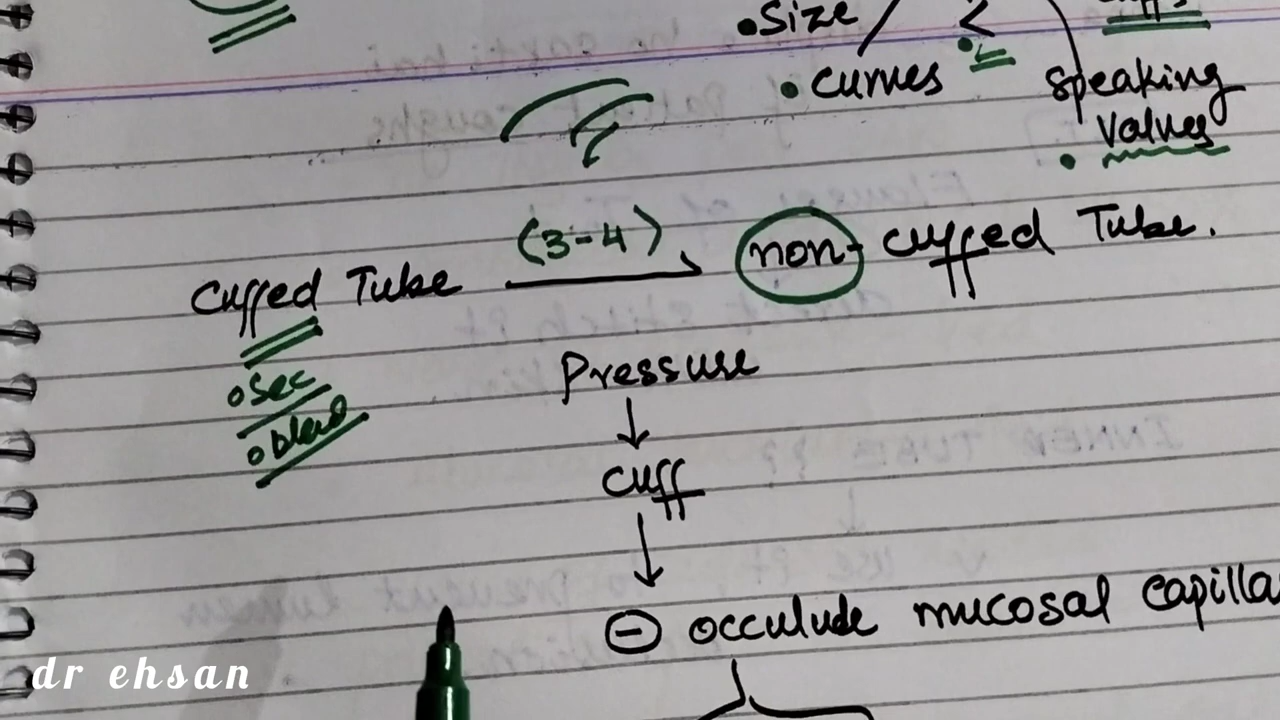 •Size / <
• curves
speaking
• valves
Cuffed Tube (3-4) non-cuffed Tube.
• sec
Pressure
↓
cuff
↓
⊖ occulude mucosal capilla
dr ehsan